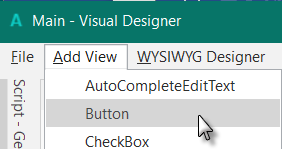 A Main - Visual Designer
File Add View WYSIWYG Designer
Script - Ge
AutoCompleteEditText
Button
CheckBox